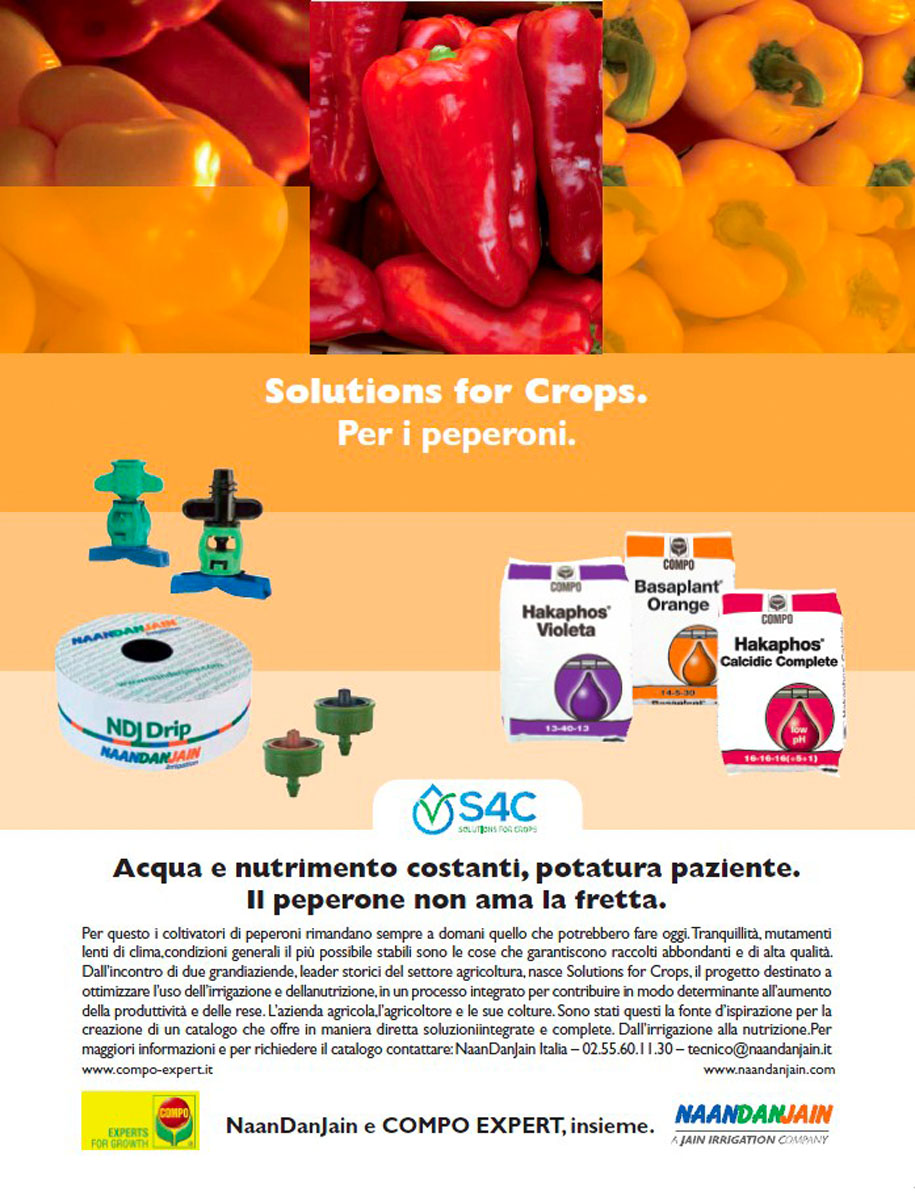 Solutions for Crops.
Per i peperoni.
COMPO
Hakaphos®
Violeta
13-40-13
COMPO
Basaplant®
Orange
14-5-30
Basaplant
COMPO
Hakaphos®
Calcidic Complete
low
pH
16-16-16(+5+1)
NAANDANJAIN
Irrigation
www.naandanjain.com
NDJ Drip
NAANDANJAIN
Irrigation
S4C
SOLUTIONS FOR CROPS
Acqua e nutrimento costanti, potatura paziente.
Il peperone non ama la fretta.
Per questo i coltivatori di peperoni rimandano sempre a domani quello che potrebbero fare oggi. Tranquillità, mutamenti
lenti di clima,condizioni generali il più possibile stabili sono le cose che garantiscono raccolti abbondanti e di alta qualità.
Dall'incontro di due grandiaziende, leader storici del settore agricoltura, nasce Solutions for Crops, il progetto destinato a
ottimizzare l'uso dell'irrigazione e dellanutrizione, in un processo integrato per contribuire in modo determinante all'aumento
della produttività e delle rese. L'azienda agricola,l'agricoltore e le sue colture. Sono stati questi la fonte d'ispirazione per la
creazione di un catalogo che offre in maniera diretta soluzioniintegrate e complete. Dall'irrigazione alla nutrizione.Per
maggiori informazioni e per richiedere il catalogo contattare: NaanDanJain Italia – 02.55.60.11.30 – tecnico@naandanjain.it
www.compo-expert.it
www.naandanjain.com
COMPO
EXPERTS
FOR GROWTH
NaanDanJain e COMPO EXPERT, insieme.
NAANDANJAIN
A JAIN IRRIGATION COMPANY